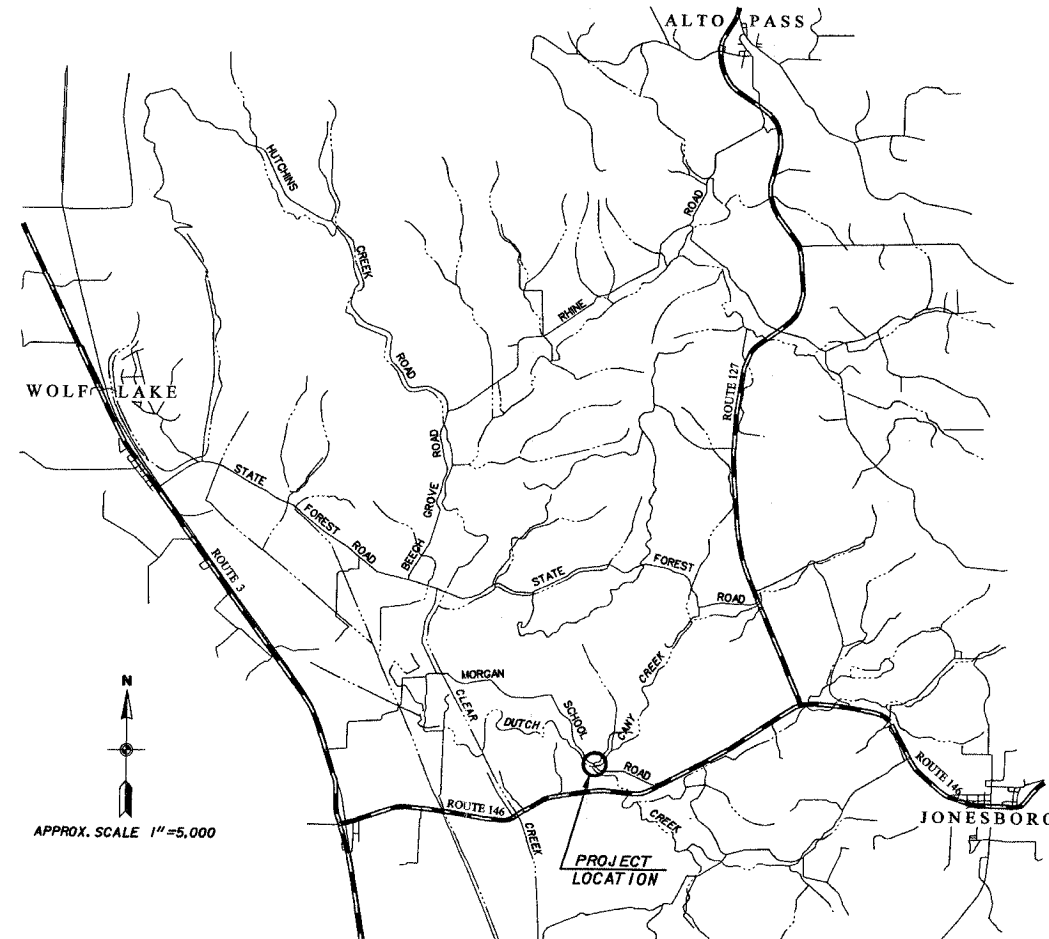 ALTO PASS
HUTCHINS
CREEK
ROAD
ROAD
RHINE
WOLF LAKE
ROUTE 127
ROAD
GROVE
BEECH
STATE
FOREST
ROAD
ROUTE 3
STATE
FOREST
ROAD
N
MORGAN
SCHOOL
ROAD
CLEAR
CREEK
DUTCH
CREEK
CANY
CREEK
ROUTE 146
ROUTE 146
JONESBORO
APPROX. SCALE 1"=5,000
PROJECT
LOCATION